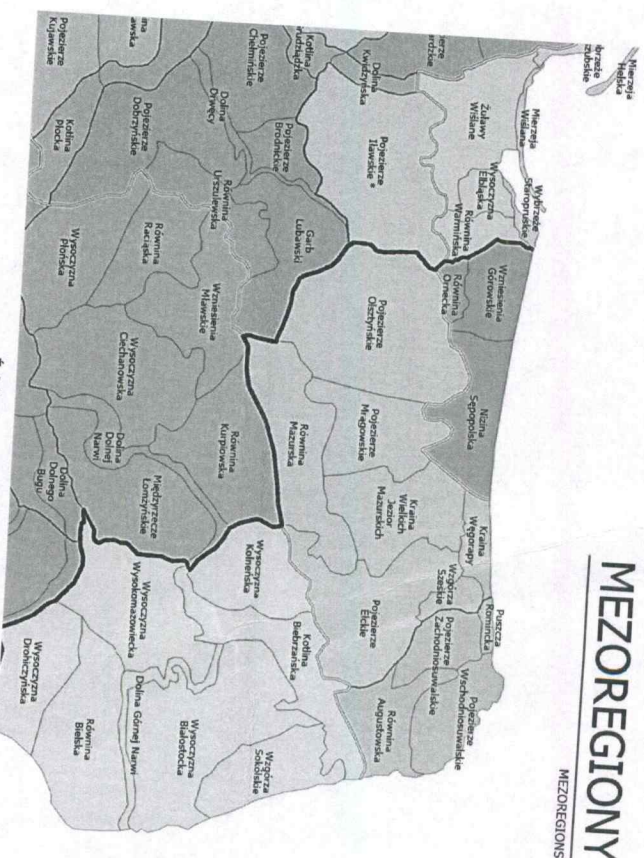 MEZOREGIONY
MEZOREGIONS
Mierzeja
Helska
Mierzeja
Wiślana
Wybrzeże
Staropruskie
Żuławy
Wiślane
Wysoczyzna
Elbląska
Równina
Warmińska
Wzniesienia
Górowskie
Równina
Ornecka
Nizina
Sępopolska
Kraina
Węgorapy
Puszcza
Romincka
Wzgórza
Szeskie
Pojezierze
Zachodniosuwalskie
Pojezierze
Wschodniosuwalskie
Dolina
Kwidzyńska
Pojezierze
Iławskie *
Pojezierze
Olsztyńskie
Pojezierze
Mrągowskie
Kraina
Wielkich
Jezior
Mazurskich
Pojezierze
Ełckie
Równina
Augustowska
Równina
Mazurska
Pojezierze
Chełmińskie
Pojezierze
Brodnickie
Dolina
Drwęcy
Garb
Lubawski
Równina
Urszulewska
Wzniesienia
Mławskie
Równina
Kurpiowska
Wysoczyzna
Kolneńska
Kotlina
Biebrzańska
Wzgórza
Sokólskie
Pojezierze
Dobrzyńskie
Równina
Raciąska
Wysoczyzna
Ciechanowska
Dolina
Dolnej
Narwi
Międzyrzecze
Łomżyńskie
Wysoczyzna
Wysokomazowiecka
Wysoczyzna
Białostocka
Dolina Górnej Narwi
Pojezierze
Kujawskie
Kotlina
Płocka
Wysoczyzna
Płońska
Dolina
Dolnego
Bugu
Wysoczyzna
Drohiczyńska
Równina
Bielska